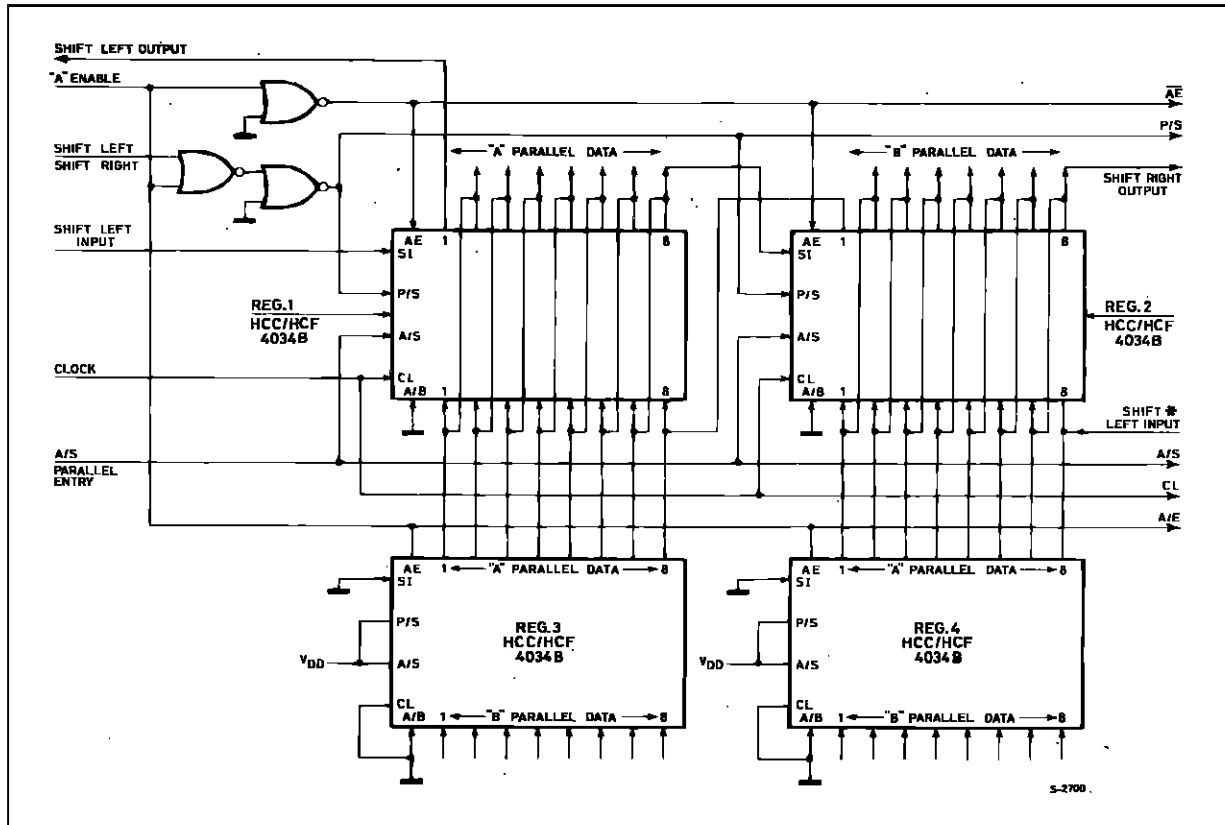 SHIFT LEFT OUTPUT
"A" ENABLE
AE
P/S
SHIFT LEFT
SHIFT RIGHT
"A" PARALLEL DATA
"B" PARALLEL DATA
SHIFT RIGHT
OUTPUT
SHIFT LEFT
INPUT
AE 1 8
SI
P/S
A/S
CL
A/B 1 8
REG.1
HCC/HCF
4034B
AE 1 8
SI
P/S
A/S
CL
A/B 1 8
REG.2
HCC/HCF
4034B
CLOCK
SHIFT *
LEFT INPUT
A/S
PARALLEL
ENTRY
A/S
CL
A/E
AE 1 "A" PARALLEL DATA 8
SI
P/S
A/S
CL
A/B 1 "B" PARALLEL DATA 8
REG.3
HCC/HCF
4034B
VDD
AE 1 "A" PARALLEL DATA 8
SI
P/S
A/S
CL
A/B 1 "B" PARALLEL DATA 8
REG.4
HCC/HCF
4034B
VDD
S-2700